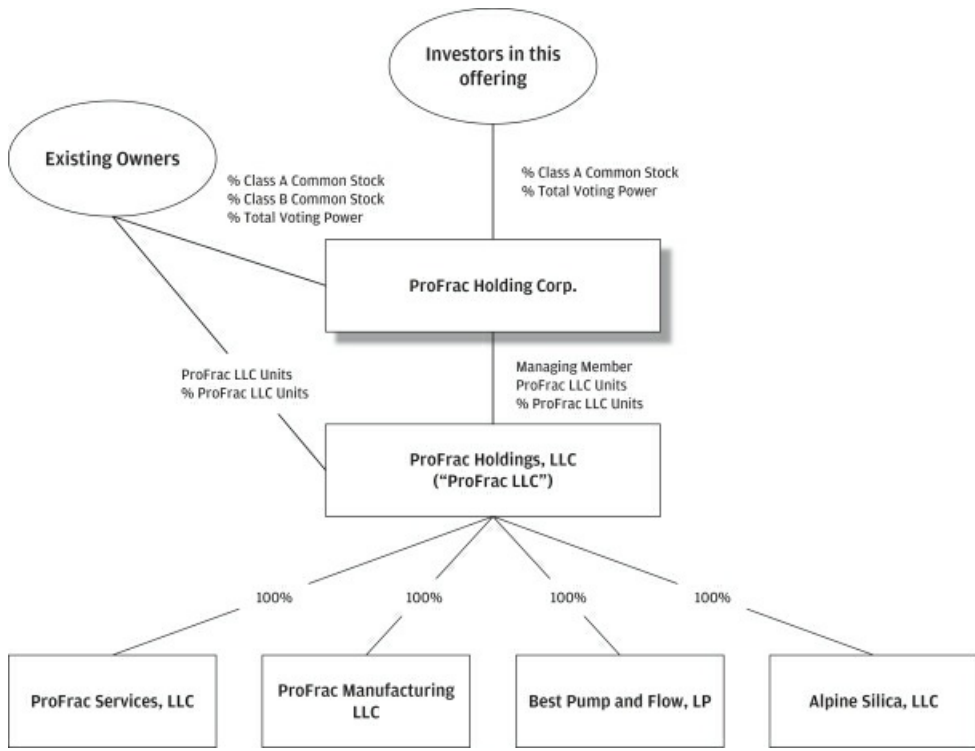 Investors in this
offering
Existing Owners
% Class A Common Stock
% Class B Common Stock
% Total Voting Power
% Class A Common Stock
% Total Voting Power
ProFrac Holding Corp.
ProFrac LLC Units
% ProFrac LLC Units
Managing Member
ProFrac LLC Units
% ProFrac LLC Units
ProFrac Holdings, LLC
(“ProFrac LLC”)
100%
100%
100%
100%
ProFrac Services, LLC
ProFrac Manufacturing
LLC
Best Pump and Flow, LP
Alpine Silica, LLC